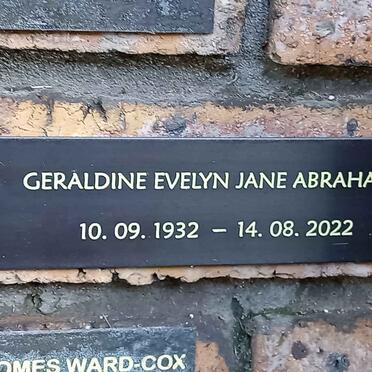 GERALDINE EVELYN JANE ABRAHA
10. 09. 1932 – 14. 08. 2022
OMES WARD-COX